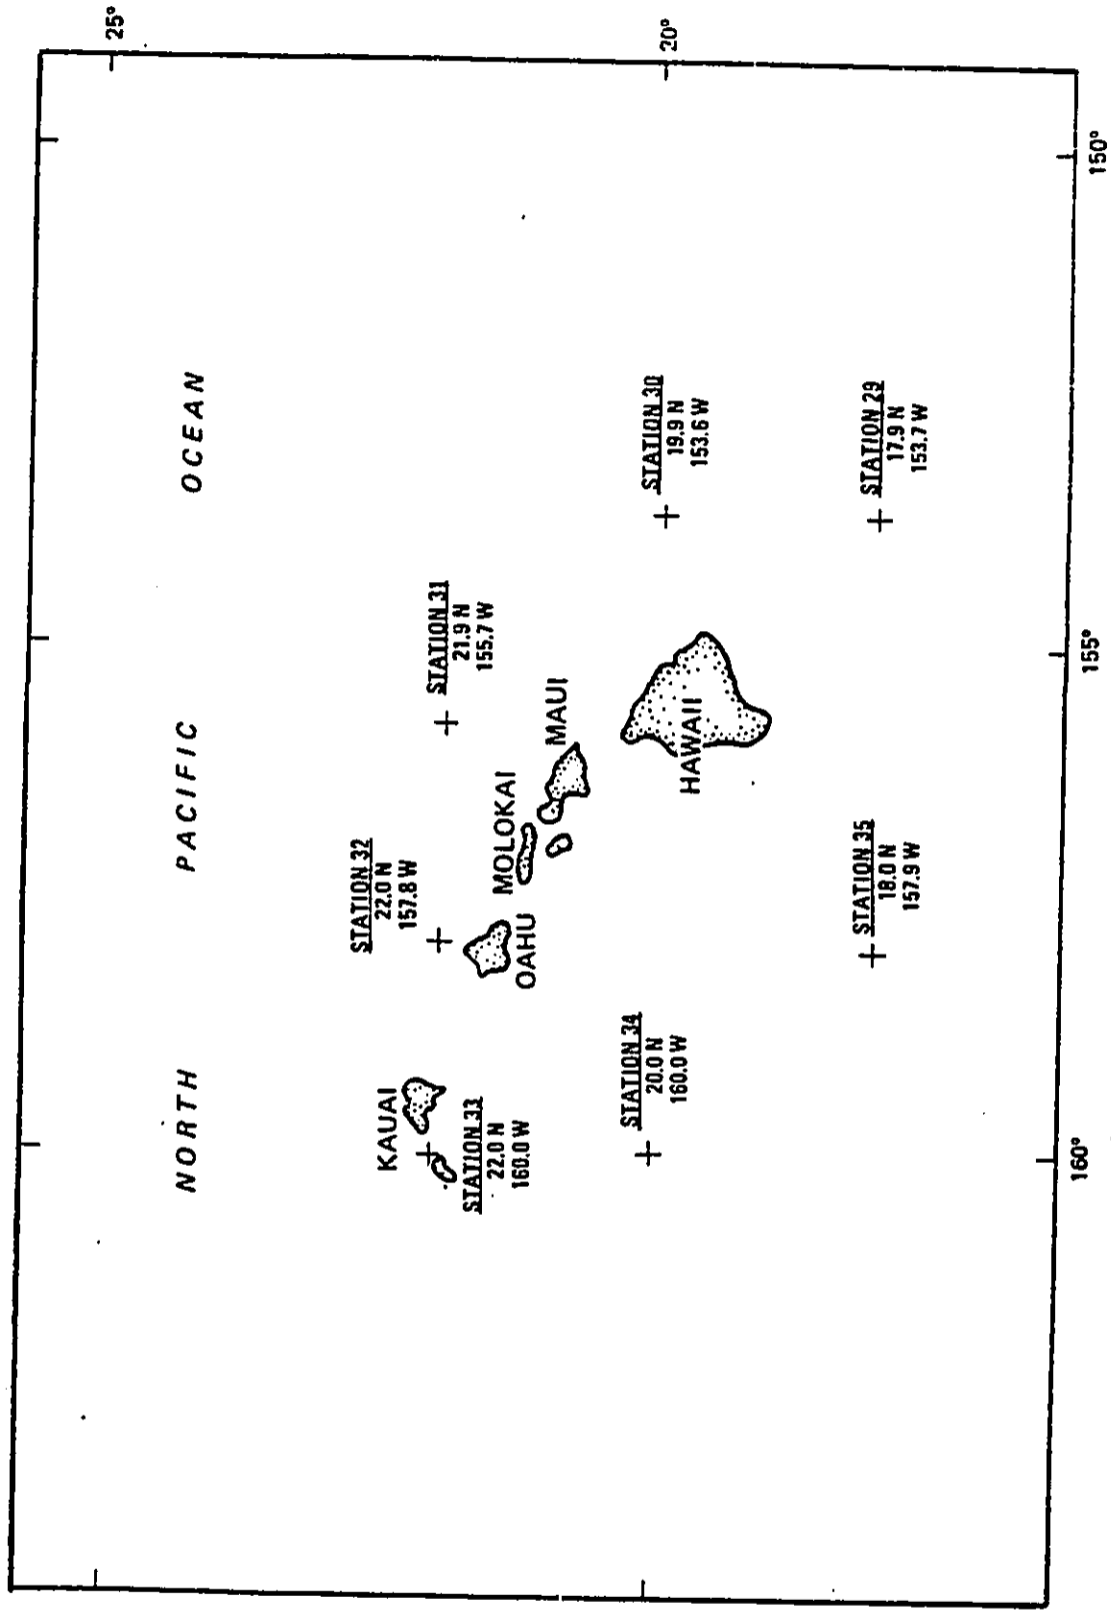 NORTH PACIFIC OCEAN
25°
STATION 32
22.0 N
157.8 W
KAUAI
STATION 31
21.9 N
155.7 W
STATION 33
22.0 N
160.0 W
OAHU
MOLOKAI
MAUI
STATION 34
20.0 N
160.0 W
STATION 30
19.9 N
153.6 W
20°
HAWAII
STATION 35
18.0 N
157.9 W
STATION 29
17.9 N
153.7 W
160°
155°
150°